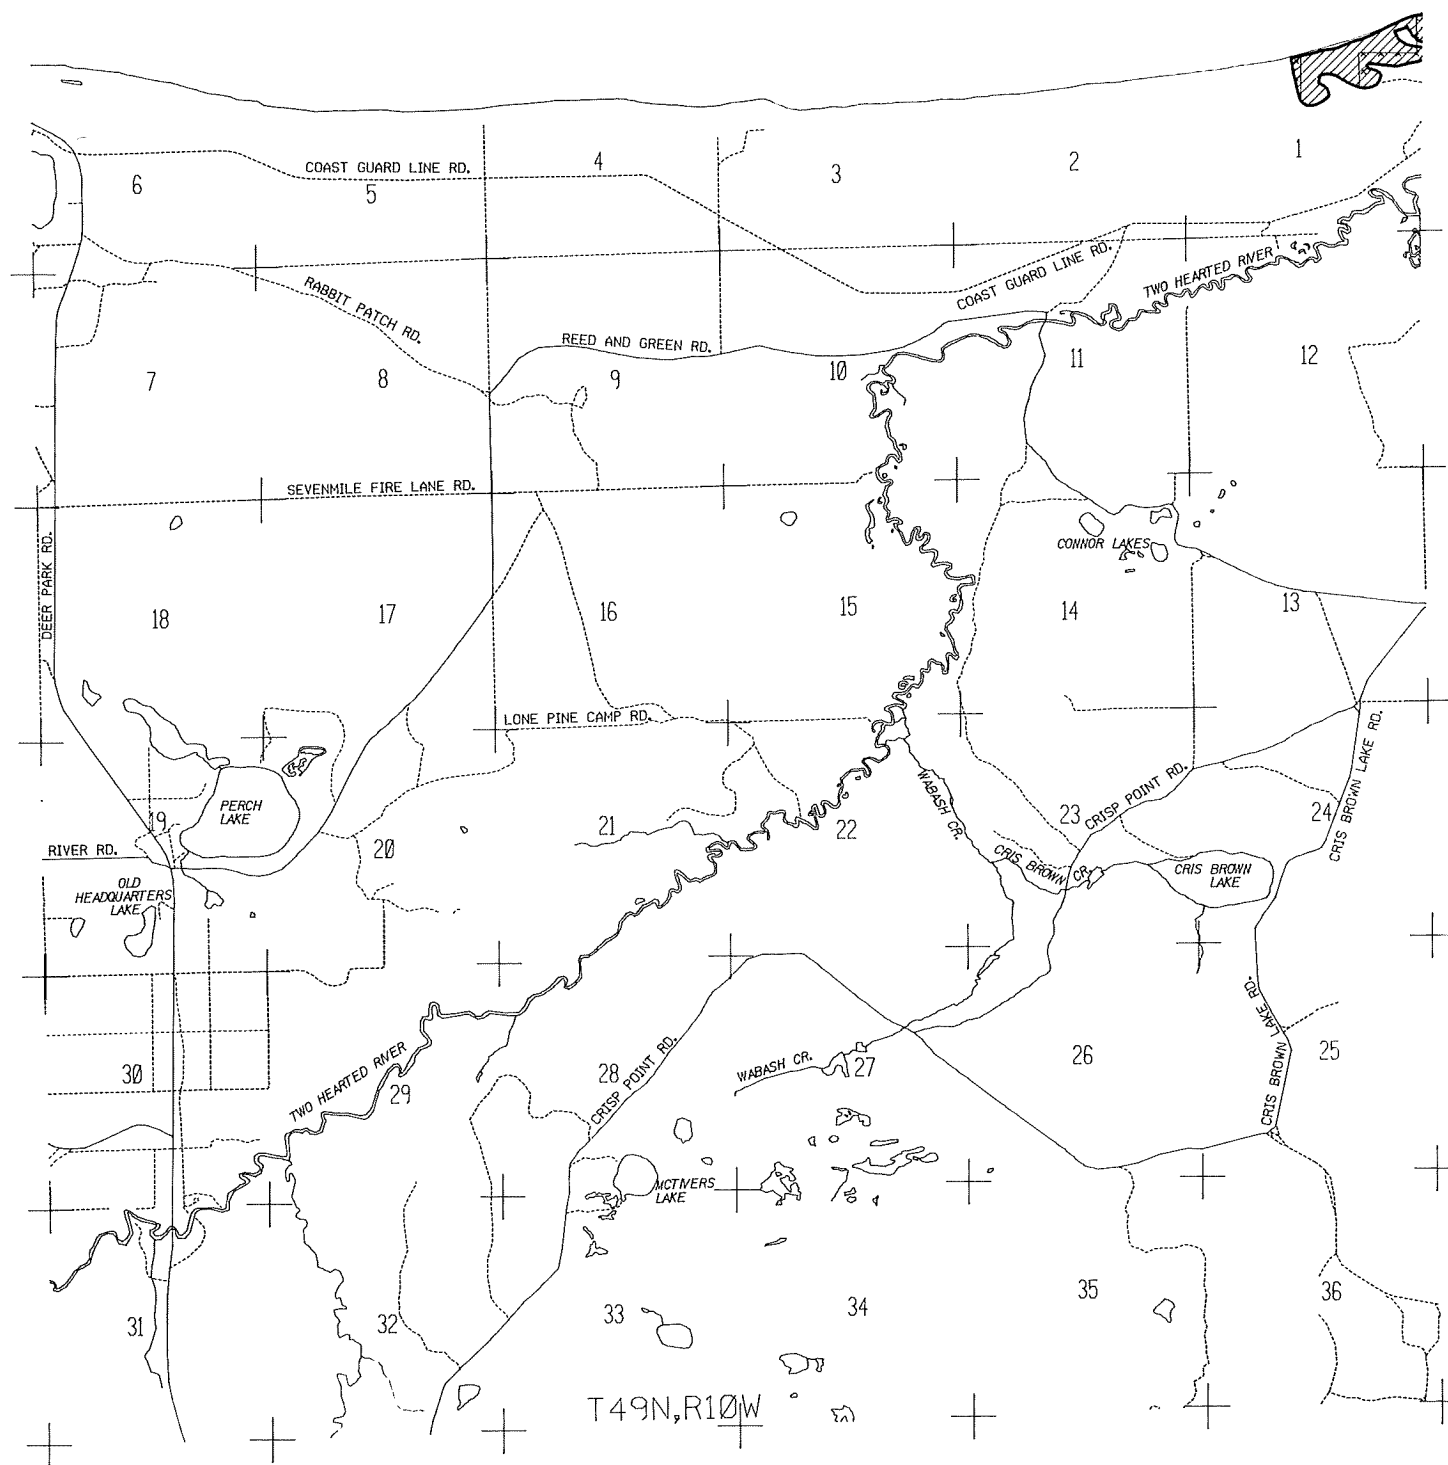 1
2
3
4
COAST GUARD LINE RD.
5
6
COAST GUARD LINE RD.
TWO HEARTED RIVER
RABBIT PATCH RD.
REED AND GREEN RD.
7
8
9
10
11
12
SEVENMILE FIRE LANE RD.
DEER PARK RD.
CONNOR LAKES
18
17
16
15
14
13
LONE PINE CAMP RD.
CRIS BROWN LAKE RD.
WABASH CR.
CRISP POINT RD.
PERCH
LAKE
19
20
21
22
23
24
RIVER RD.
CRIS BROWN CR.
CRIS BROWN
LAKE
OLD
HEADQUARTERS
LAKE
CRIS BROWN LAKE RD.
30
29
28
27
26
25
TWO HEARTED RIVER
CRISP POINT RD.
WABASH CR.
MCTIVERS
LAKE
31
32
33
34
35
36
T49N,R10W